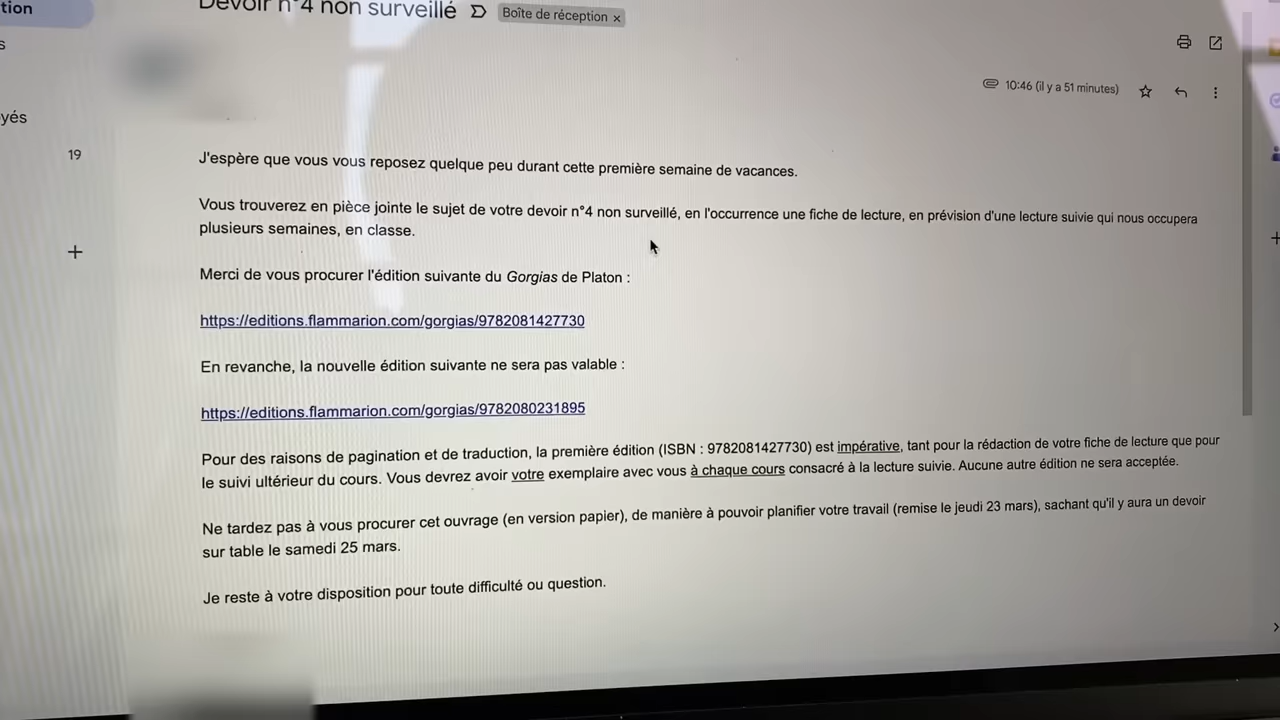 tion
Devoir n°4 non surveillé
Boîte de réception ×
s
10:46 (il y a 51 minutes)
yés
19
J'espère que vous vous reposez quelque peu durant cette première semaine de vacances.
Vous trouverez en pièce jointe le sujet de votre devoir n°4 non surveillé, en l'occurrence une fiche de lecture, en prévision d'une lecture suivie qui nous occupera
plusieurs semaines, en classe.
Merci de vous procurer l'édition suivante du Gorgias de Platon :
https://editions.flammarion.com/gorgias/9782081427730
En revanche, la nouvelle édition suivante ne sera pas valable :
https://editions.flammarion.com/gorgias/9782080231895
Pour des raisons de pagination et de traduction, la première édition (ISBN : 9782081427730) est impérative, tant pour la rédaction de votre fiche de lecture que pour
le suivi ultérieur du cours. Vous devrez avoir votre exemplaire avec vous à chaque cours consacré à la lecture suivie. Aucune autre édition ne sera acceptée.
Ne tardez pas à vous procurer cet ouvrage (en version papier), de manière à pouvoir planifier votre travail (remise le jeudi 23 mars), sachant qu'il y aura un devoir
sur table le samedi 25 mars.
Je reste à votre disposition pour toute difficulté ou question.